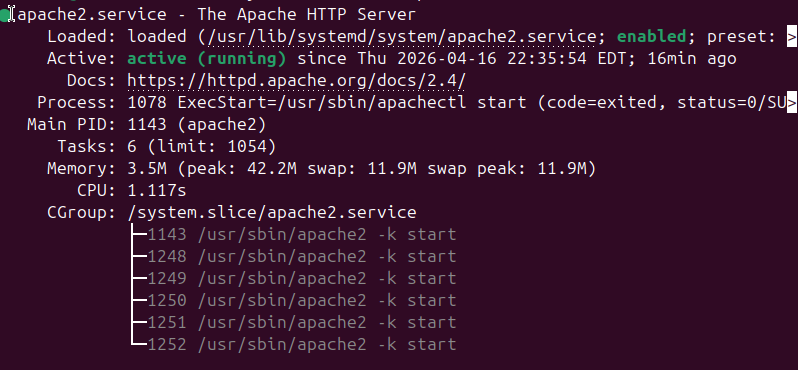 apache2.service - The Apache HTTP Server
Loaded: loaded (/usr/lib/systemd/system/apache2.service; enabled; preset: >
Active: active (running) since Thu 2026-04-16 22:35:54 EDT; 16min ago
Docs: https://httpd.apache.org/docs/2.4/
Process: 1078 ExecStart=/usr/sbin/apachectl start (code=exited, status=0/SU>
Main PID: 1143 (apache2)
Tasks: 6 (limit: 1054)
Memory: 3.5M (peak: 42.2M swap: 11.9M swap peak: 11.9M)
CPU: 1.117s
CGroup: /system.slice/apache2.service
├─1143 /usr/sbin/apache2 -k start
├─1248 /usr/sbin/apache2 -k start
├─1249 /usr/sbin/apache2 -k start
├─1250 /usr/sbin/apache2 -k start
├─1251 /usr/sbin/apache2 -k start
└─1252 /usr/sbin/apache2 -k start